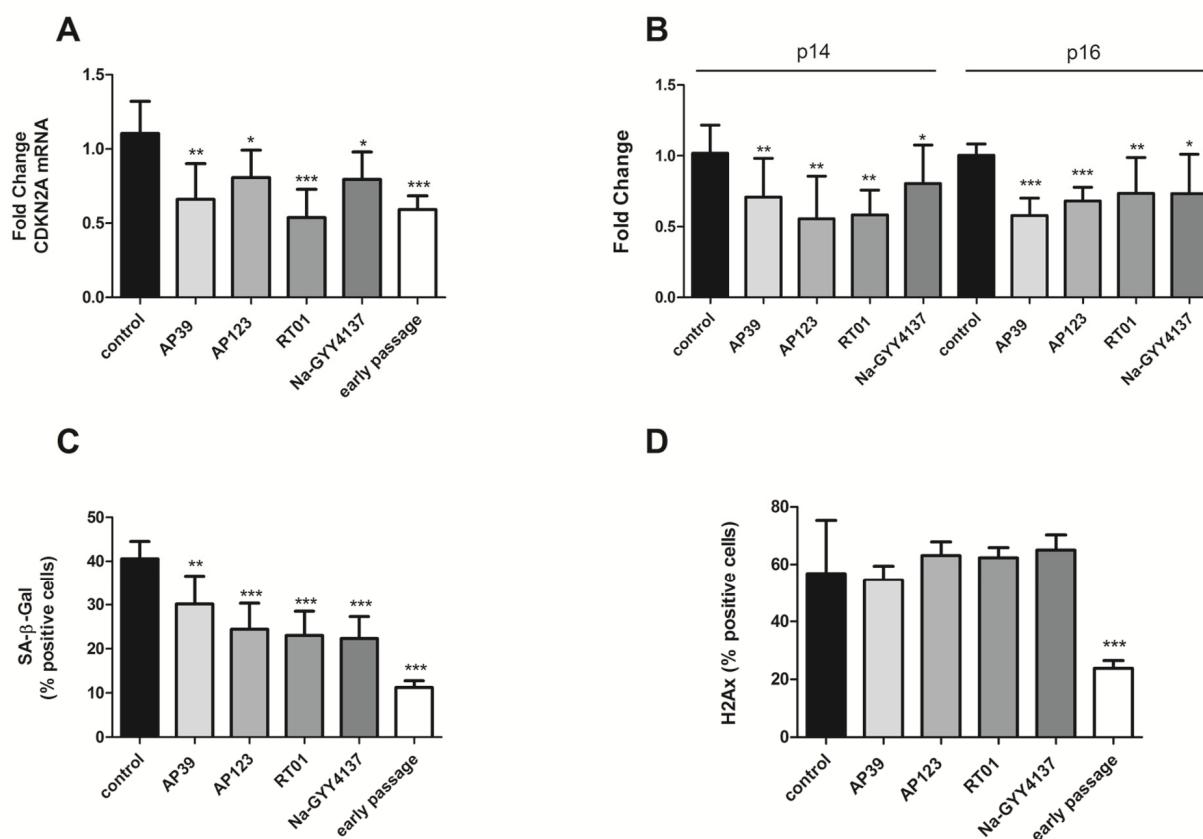 A
Fold Change
CDKN2A mRNA
1.5
1.0
0.5
0.0
**
*
***
*
***
control
AP39
AP123
RT01
Na-GYY4137
early passage
B
p14
p16
Fold Change
1.5
1.0
0.5
0.0
**
**
**
*
***
***
**
*
control
AP39
AP123
RT01
Na-GYY4137
control
AP39
AP123
RT01
Na-GYY4137
C
SA-β-Gal
(% positive cells)
50
40
30
20
10
0
**
***
***
***
***
control
AP39
AP123
RT01
Na-GYY4137
early passage
D
H2Ax (% positive cells)
80
60
40
20
0
***
control
AP39
AP123
RT01
Na-GYY4137
early passage